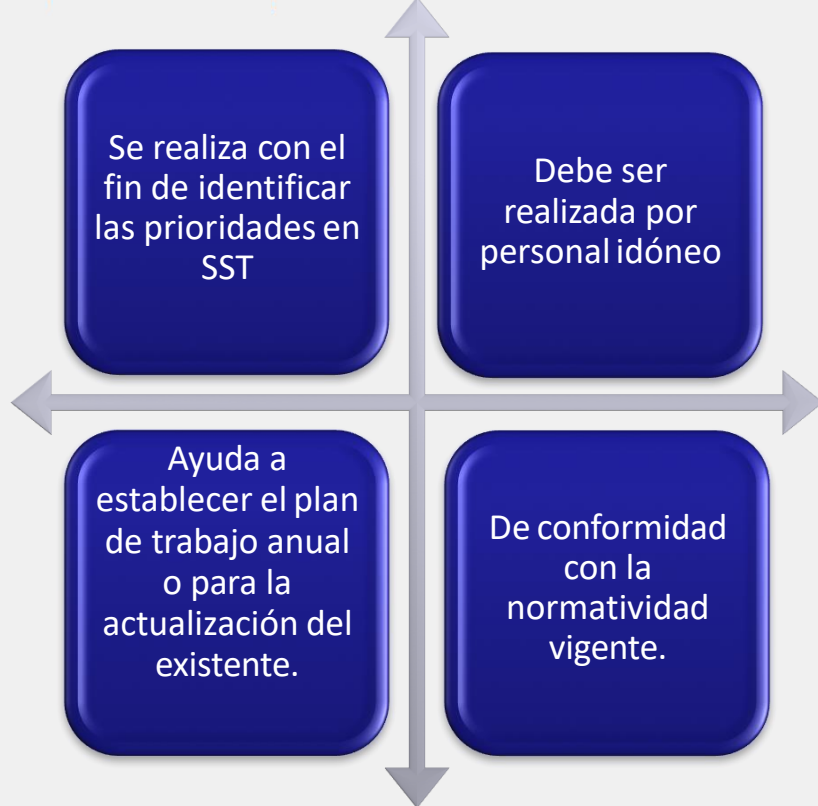 Se realiza con el
fin de identificar
las prioridades en
SST
Debe ser
realizada por
personal idóneo
Ayuda a
establecer el plan
de trabajo anual
o para la
actualización del
existente.
De conformidad
con la
normatividad
vigente.